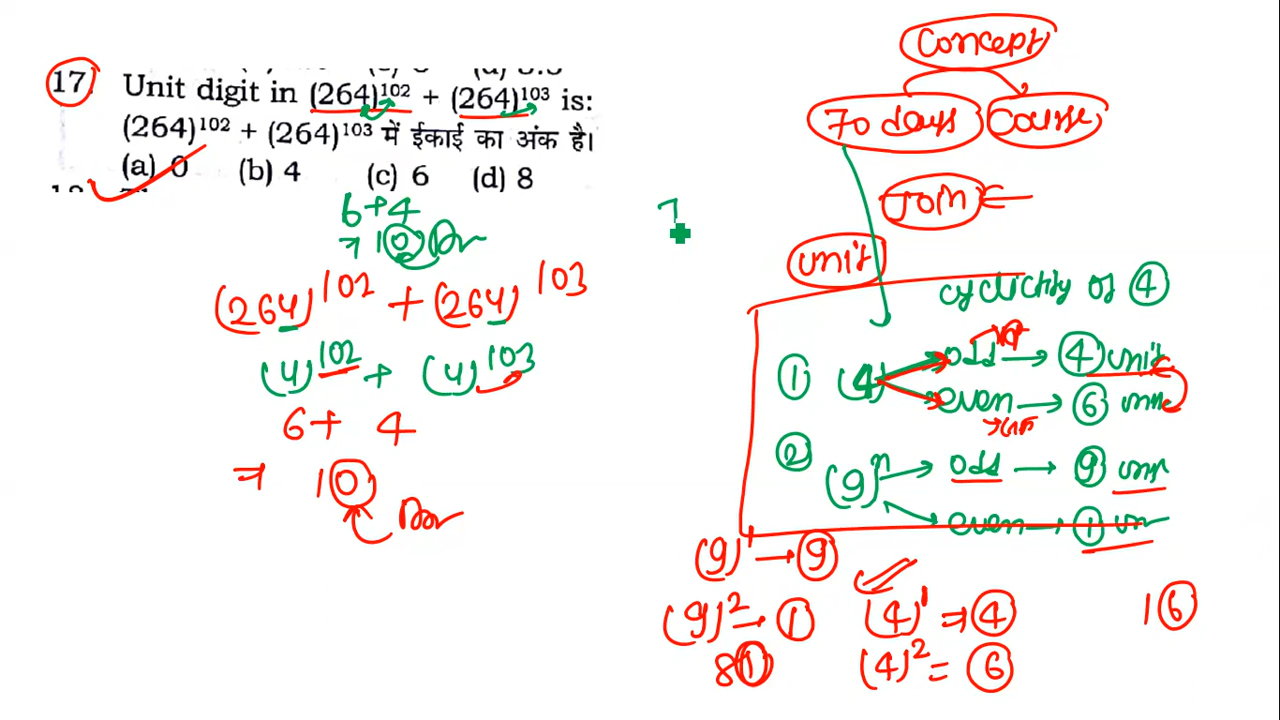 17. Unit digit in (264)¹⁰² + (264)¹⁰³ is:
(264)¹⁰² + (264)¹⁰³ में ईकाई का अंक है।
(a) 0 (b) 4 (c) 6 (d) 8
6+4
10
(264)¹⁰² + (264)¹⁰³
(4)¹⁰² + (4)¹⁰³
6+ 4
10
Concept
70 days Course
Join
unit
cyclicity of 4
① (4) odd → 4 unit
even → 6
② (9)ⁿ → odd → 9 unit
even → 1
(9)¹ → 9
(9)² → 1
81
(4)¹ ⇒ 4
(4)² = 6
16